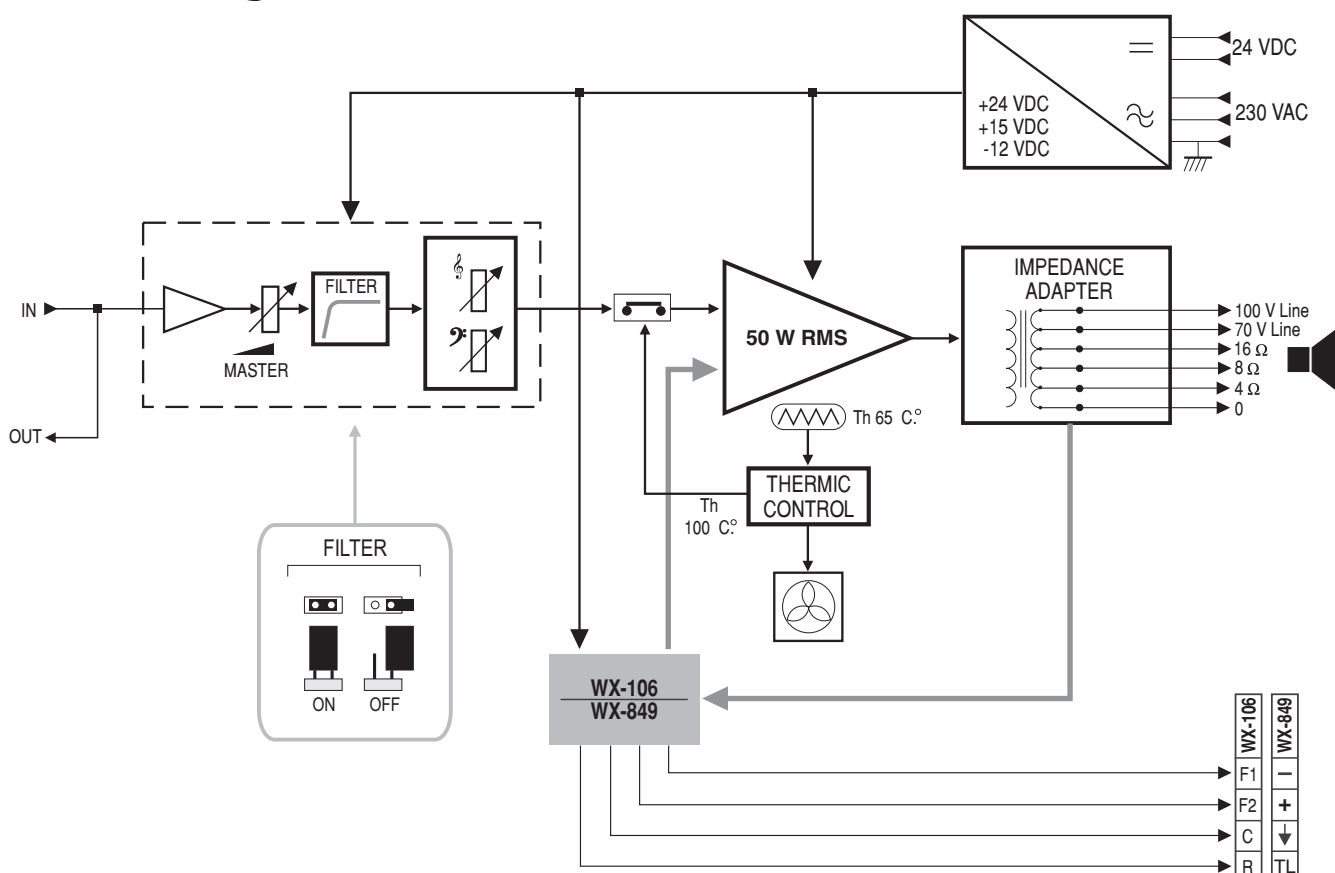 24 VDC
+24 VDC
+15 VDC
-12 VDC
230 VAC
IN
OUT
MASTER
FILTER
50 W RMS
IMPEDANCE
ADAPTER
100 V Line
70 V Line
16 Ω
8 Ω
4 Ω
0
Th 65 C.°
THERMIC
CONTROL
Th
100 C.°
FILTER
ON
OFF
WX-106
WX-849
WX-106
WX-849
F1 –
F2 +
C
R TL